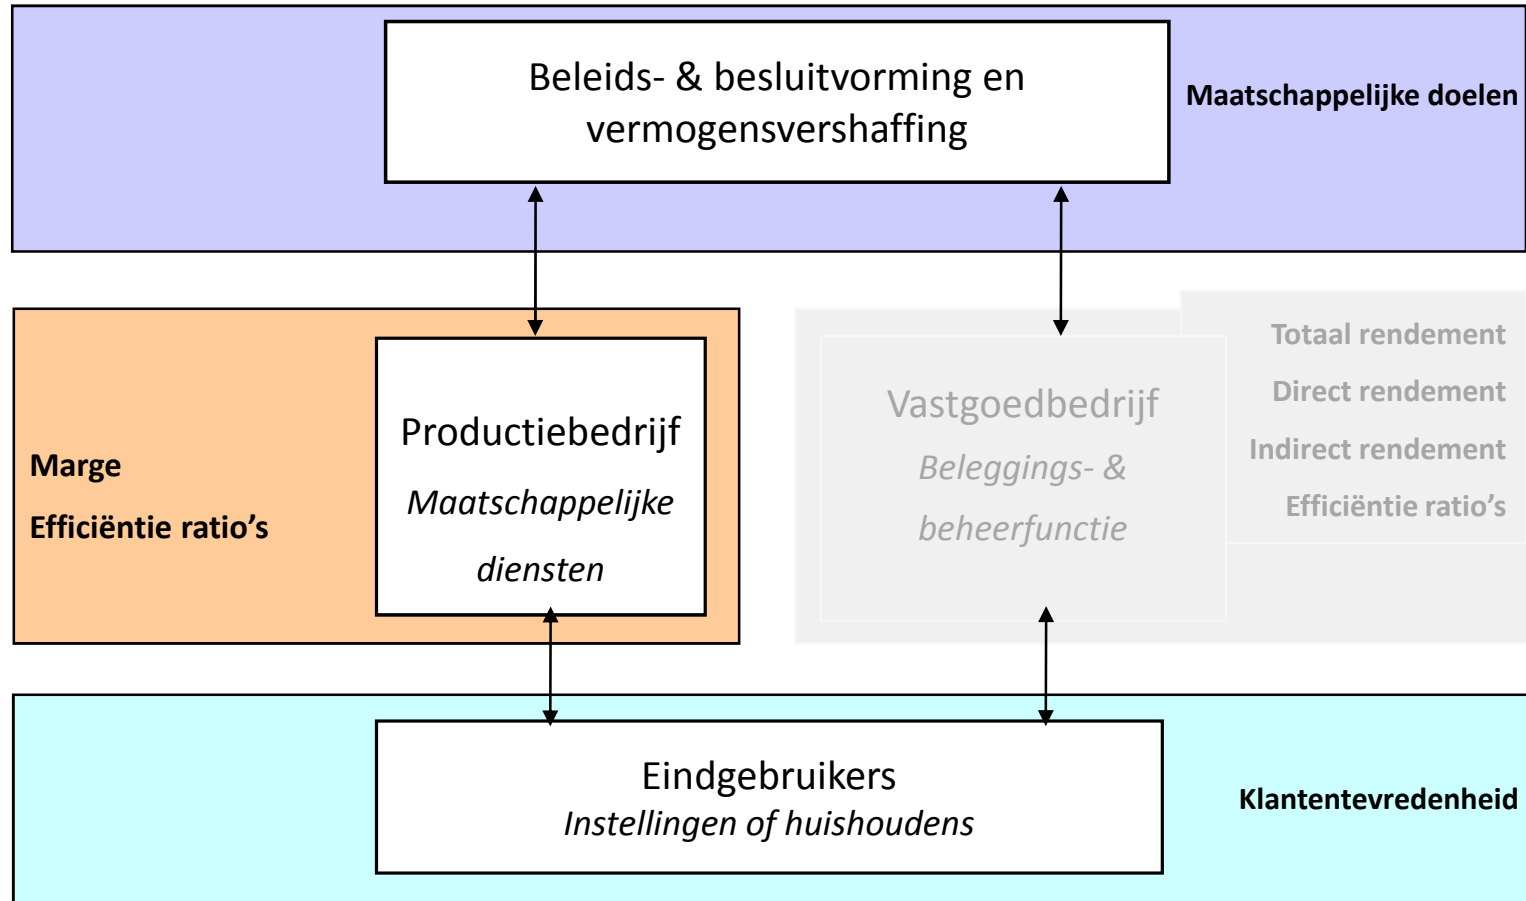 Beleids- & besluitvorming en
vermogensvershaffing
Maatschappelijke doelen
Marge
Efficiëntie ratio’s
Productiebedrijf
Maatschappelijke
diensten
Vastgoedbedrijf
Beleggings- &
beheerfunctie
Totaal rendement
Direct rendement
Indirect rendement
Efficiëntie ratio’s
Eindgebruikers
Instellingen of huishoudens
Klantentevredenheid